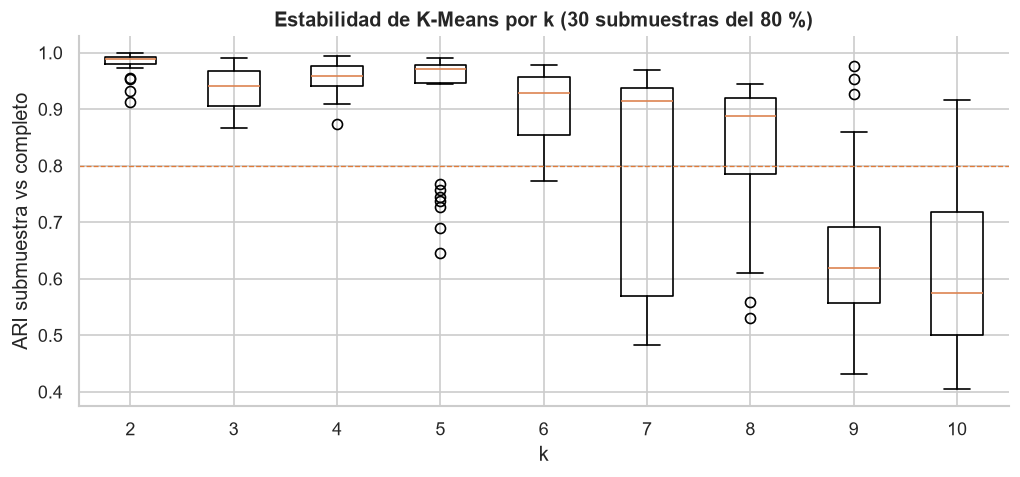 Estabilidad de K-Means por k (30 submuestras del 80 %)
ARI submuestra vs completo
1.0
0.9
0.8
0.7
0.6
0.5
0.4
2 3 4 5 6 7 8 9 10
k